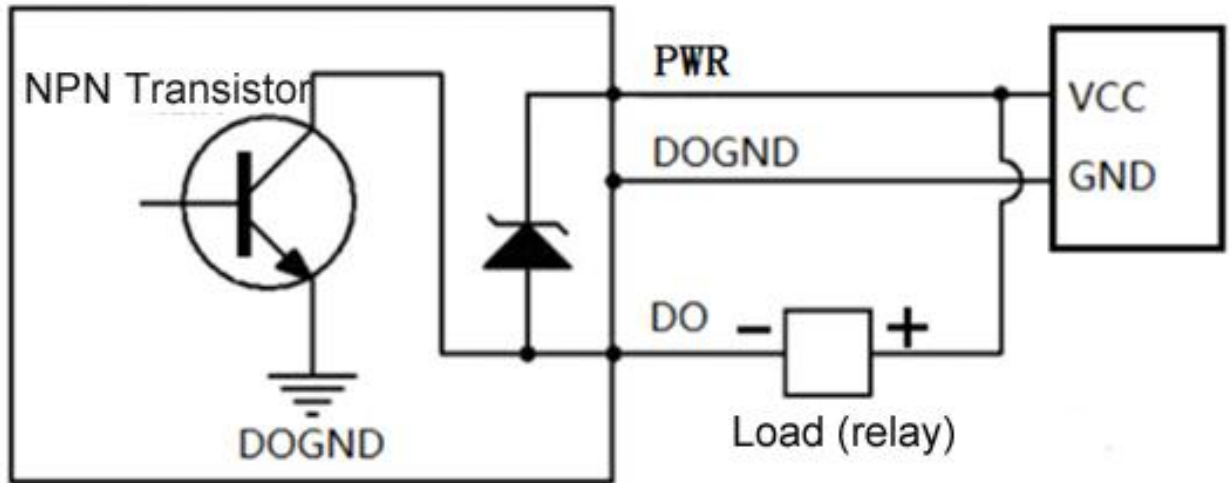 PWR
NPN Transistor
VCC
DOGND
GND
DO
-
+
Load (relay)
DOGND